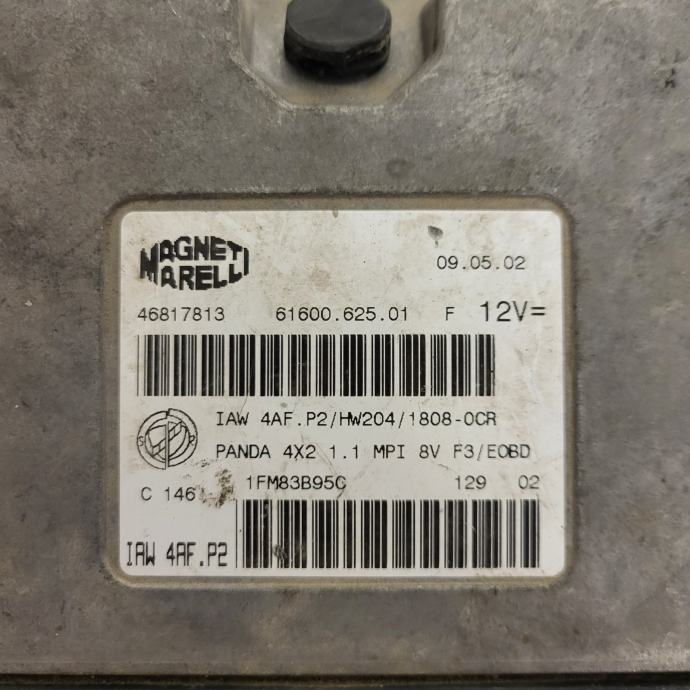 MAGNETI
MARELLI
09.05.02
46817813 61600.625.01 F 12V=
IAW 4AF.P2/HW204/1808-0CR
S R
PANDA 4X2 1.1 MPI 8V F3/EOBD
C 146 1FM83B95C 129 02
IAW 4AF.P2